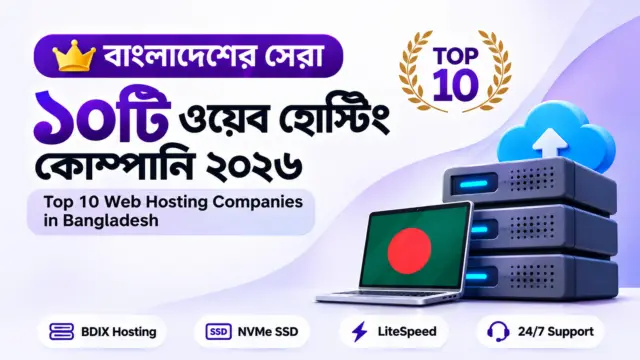 বাংলাদেশের সেরা
TOP
10
১০টি ওয়েব হোস্টিং
কোম্পানি ২০২৬
Top 10 Web Hosting Companies
in Bangladesh
BDIX Hosting
SSD NVMe SSD
LiteSpeed
24/7 Support